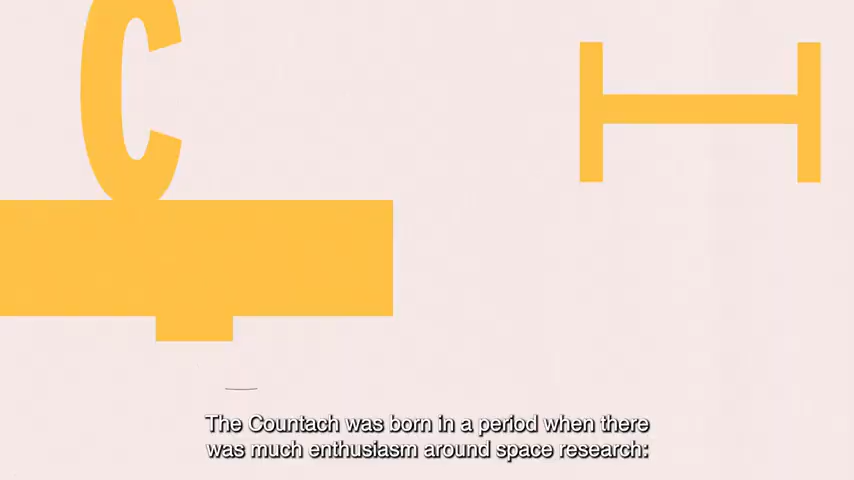 C H
The Countach was born in a period when there
was much enthusiasm around space research: